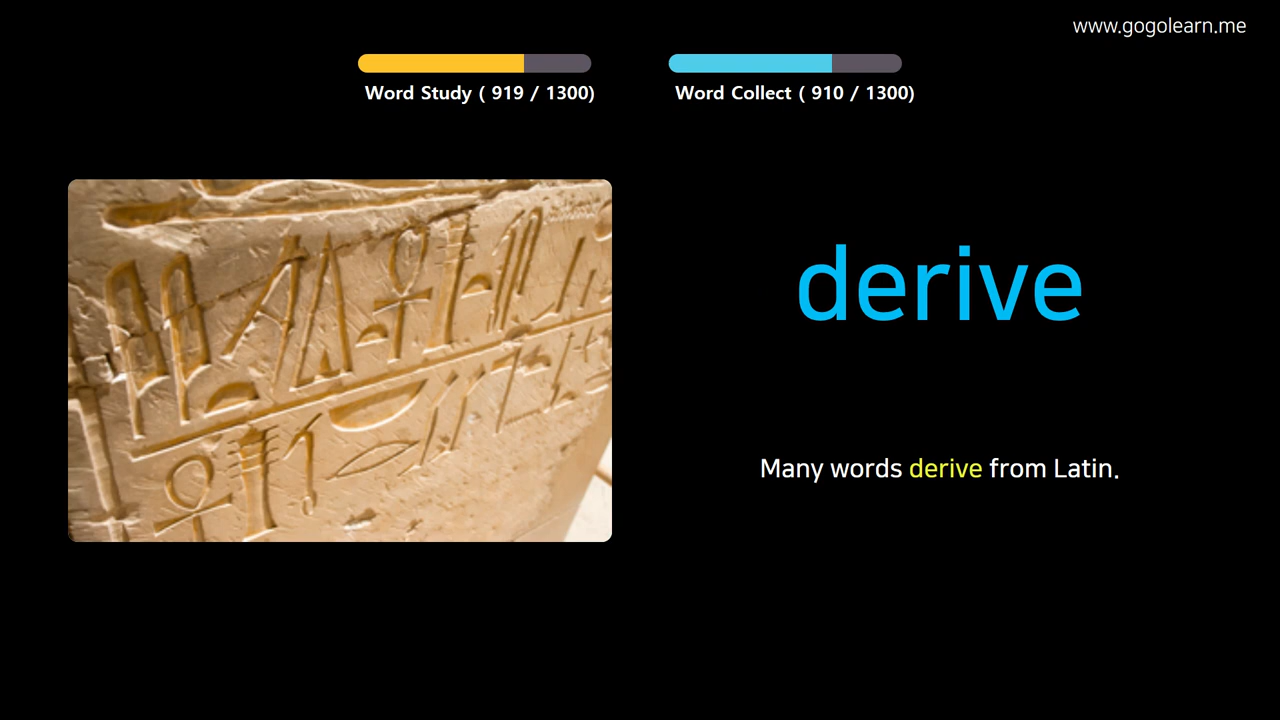 www.gogolearn.me
Word Study ( 919 / 1300)
Word Collect ( 910 / 1300)
derive
Many words derive from Latin.